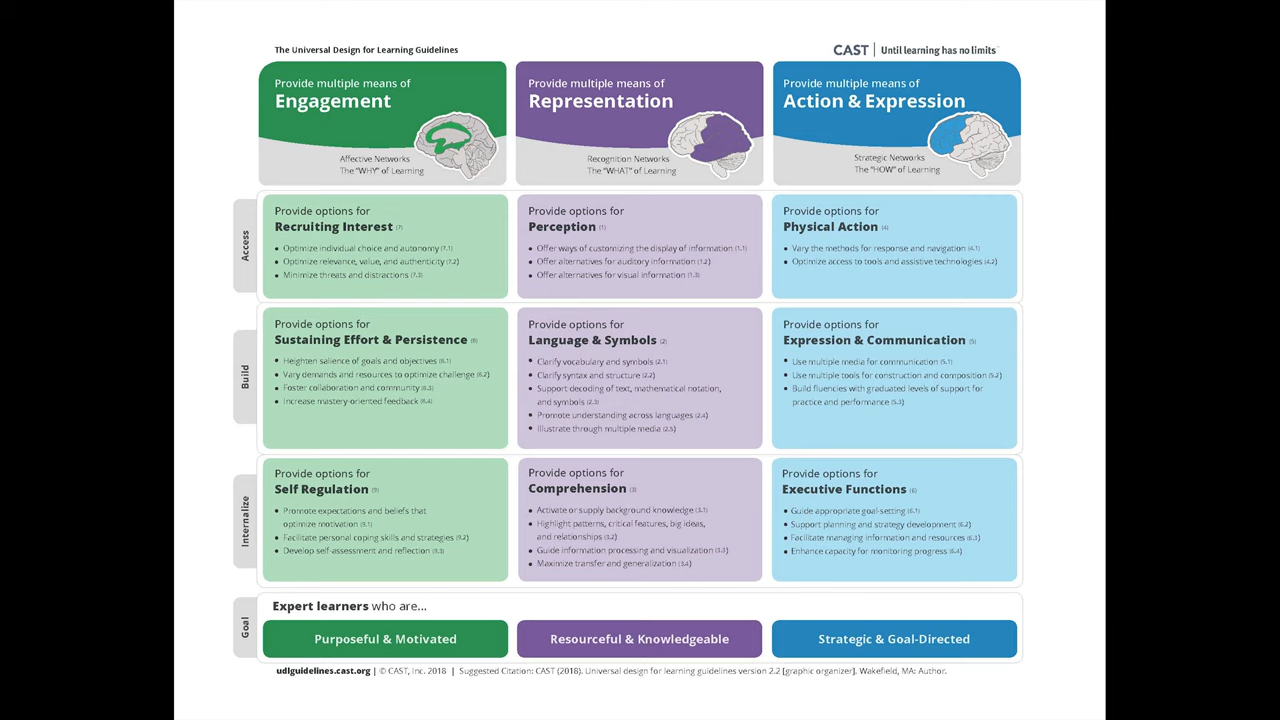 The Universal Design for Learning Guidelines
CAST | Until learning has no limits™
Provide multiple means of
Engagement
Affective Networks
The "WHY" of Learning
Provide multiple means of
Representation
Recognition Networks
The "WHAT" of Learning
Provide multiple means of
Action & Expression
Strategic Networks
The "HOW" of Learning
Access
Provide options for
Recruiting Interest (7)
• Optimize individual choice and autonomy (7.1)
• Optimize relevance, value, and authenticity (7.2)
• Minimize threats and distractions (7.3)
Provide options for
Perception (1)
• Offer ways of customizing the display of information (1.1)
• Offer alternatives for auditory information (1.2)
• Offer alternatives for visual information (1.3)
Provide options for
Physical Action (4)
• Vary the methods for response and navigation (4.1)
• Optimize access to tools and assistive technologies (4.2)
Build
Provide options for
Sustaining Effort & Persistence (8)
• Heighten salience of goals and objectives (8.1)
• Vary demands and resources to optimize challenge (8.2)
• Foster collaboration and community (8.3)
• Increase mastery-oriented feedback (8.4)
Provide options for
Language & Symbols (2)
• Clarify vocabulary and symbols (2.1)
• Clarify syntax and structure (2.2)
• Support decoding of text, mathematical notation,
and symbols (2.3)
• Promote understanding across languages (2.4)
• Illustrate through multiple media (2.5)
Provide options for
Expression & Communication (5)
• Use multiple media for communication (5.1)
• Use multiple tools for construction and composition (5.2)
• Build fluencies with graduated levels of support for
practice and performance (5.3)
Internalize
Provide options for
Self Regulation (9)
• Promote expectations and beliefs that
optimize motivation (9.1)
• Facilitate personal coping skills and strategies (9.2)
• Develop self-assessment and reflection (9.3)
Provide options for
Comprehension (3)
• Activate or supply background knowledge (3.1)
• Highlight patterns, critical features, big ideas,
and relationships (3.2)
• Guide information processing and visualization (3.3)
• Maximize transfer and generalization (3.4)
Provide options for
Executive Functions (6)
• Guide appropriate goal-setting (6.1)
• Support planning and strategy development (6.2)
• Facilitate managing information and resources (6.3)
• Enhance capacity for monitoring progress (6.4)
Goal
Expert learners who are...
Purposeful & Motivated
Resourceful & Knowledgeable
Strategic & Goal-Directed
udlguidelines.cast.org | © CAST, Inc. 2018 | Suggested Citation: CAST (2018). Universal design for learning guidelines version 2.2 [graphic organizer]. Wakefield, MA: Author.